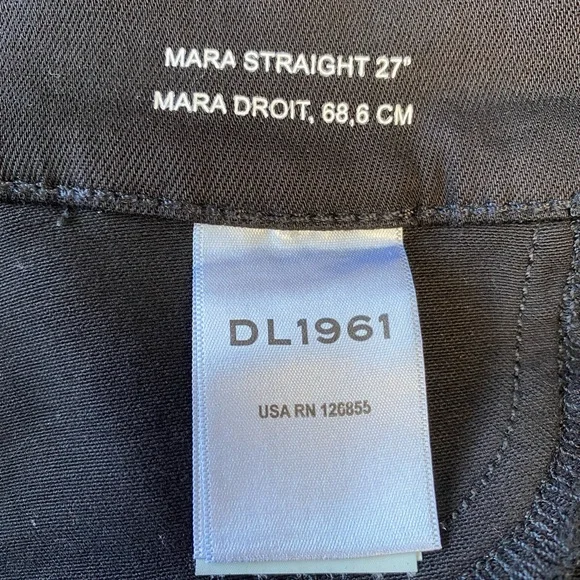 MARA STRAIGHT 27"
MARA DROIT, 68,6 CM
DL1961
USA RN 126855